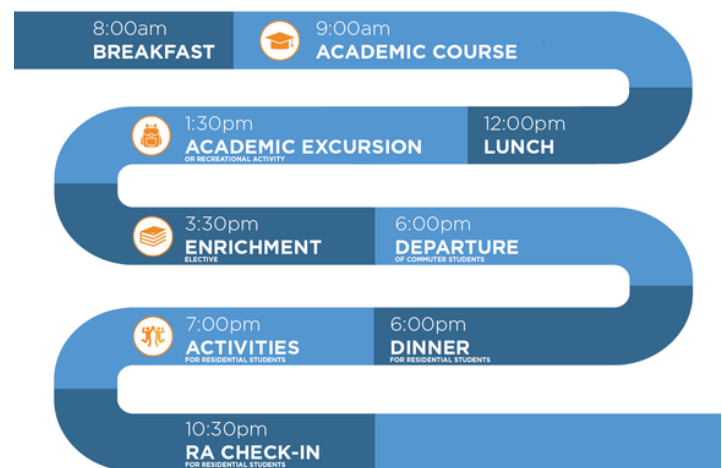 8:00am
BREAKFAST
9:00am
ACADEMIC COURSE
12:00pm
LUNCH
1:30pm
ACADEMIC EXCURSION
OR RECREATIONAL ACTIVITY
3:30pm
ENRICHMENT
ELECTIVE
6:00pm
DEPARTURE
OF COMMUTER STUDENTS
6:00pm
DINNER
FOR RESIDENTIAL STUDENTS
7:00pm
ACTIVITIES
FOR RESIDENTIAL STUDENTS
10:30pm
RA CHECK-IN
FOR RESIDENTIAL STUDENTS